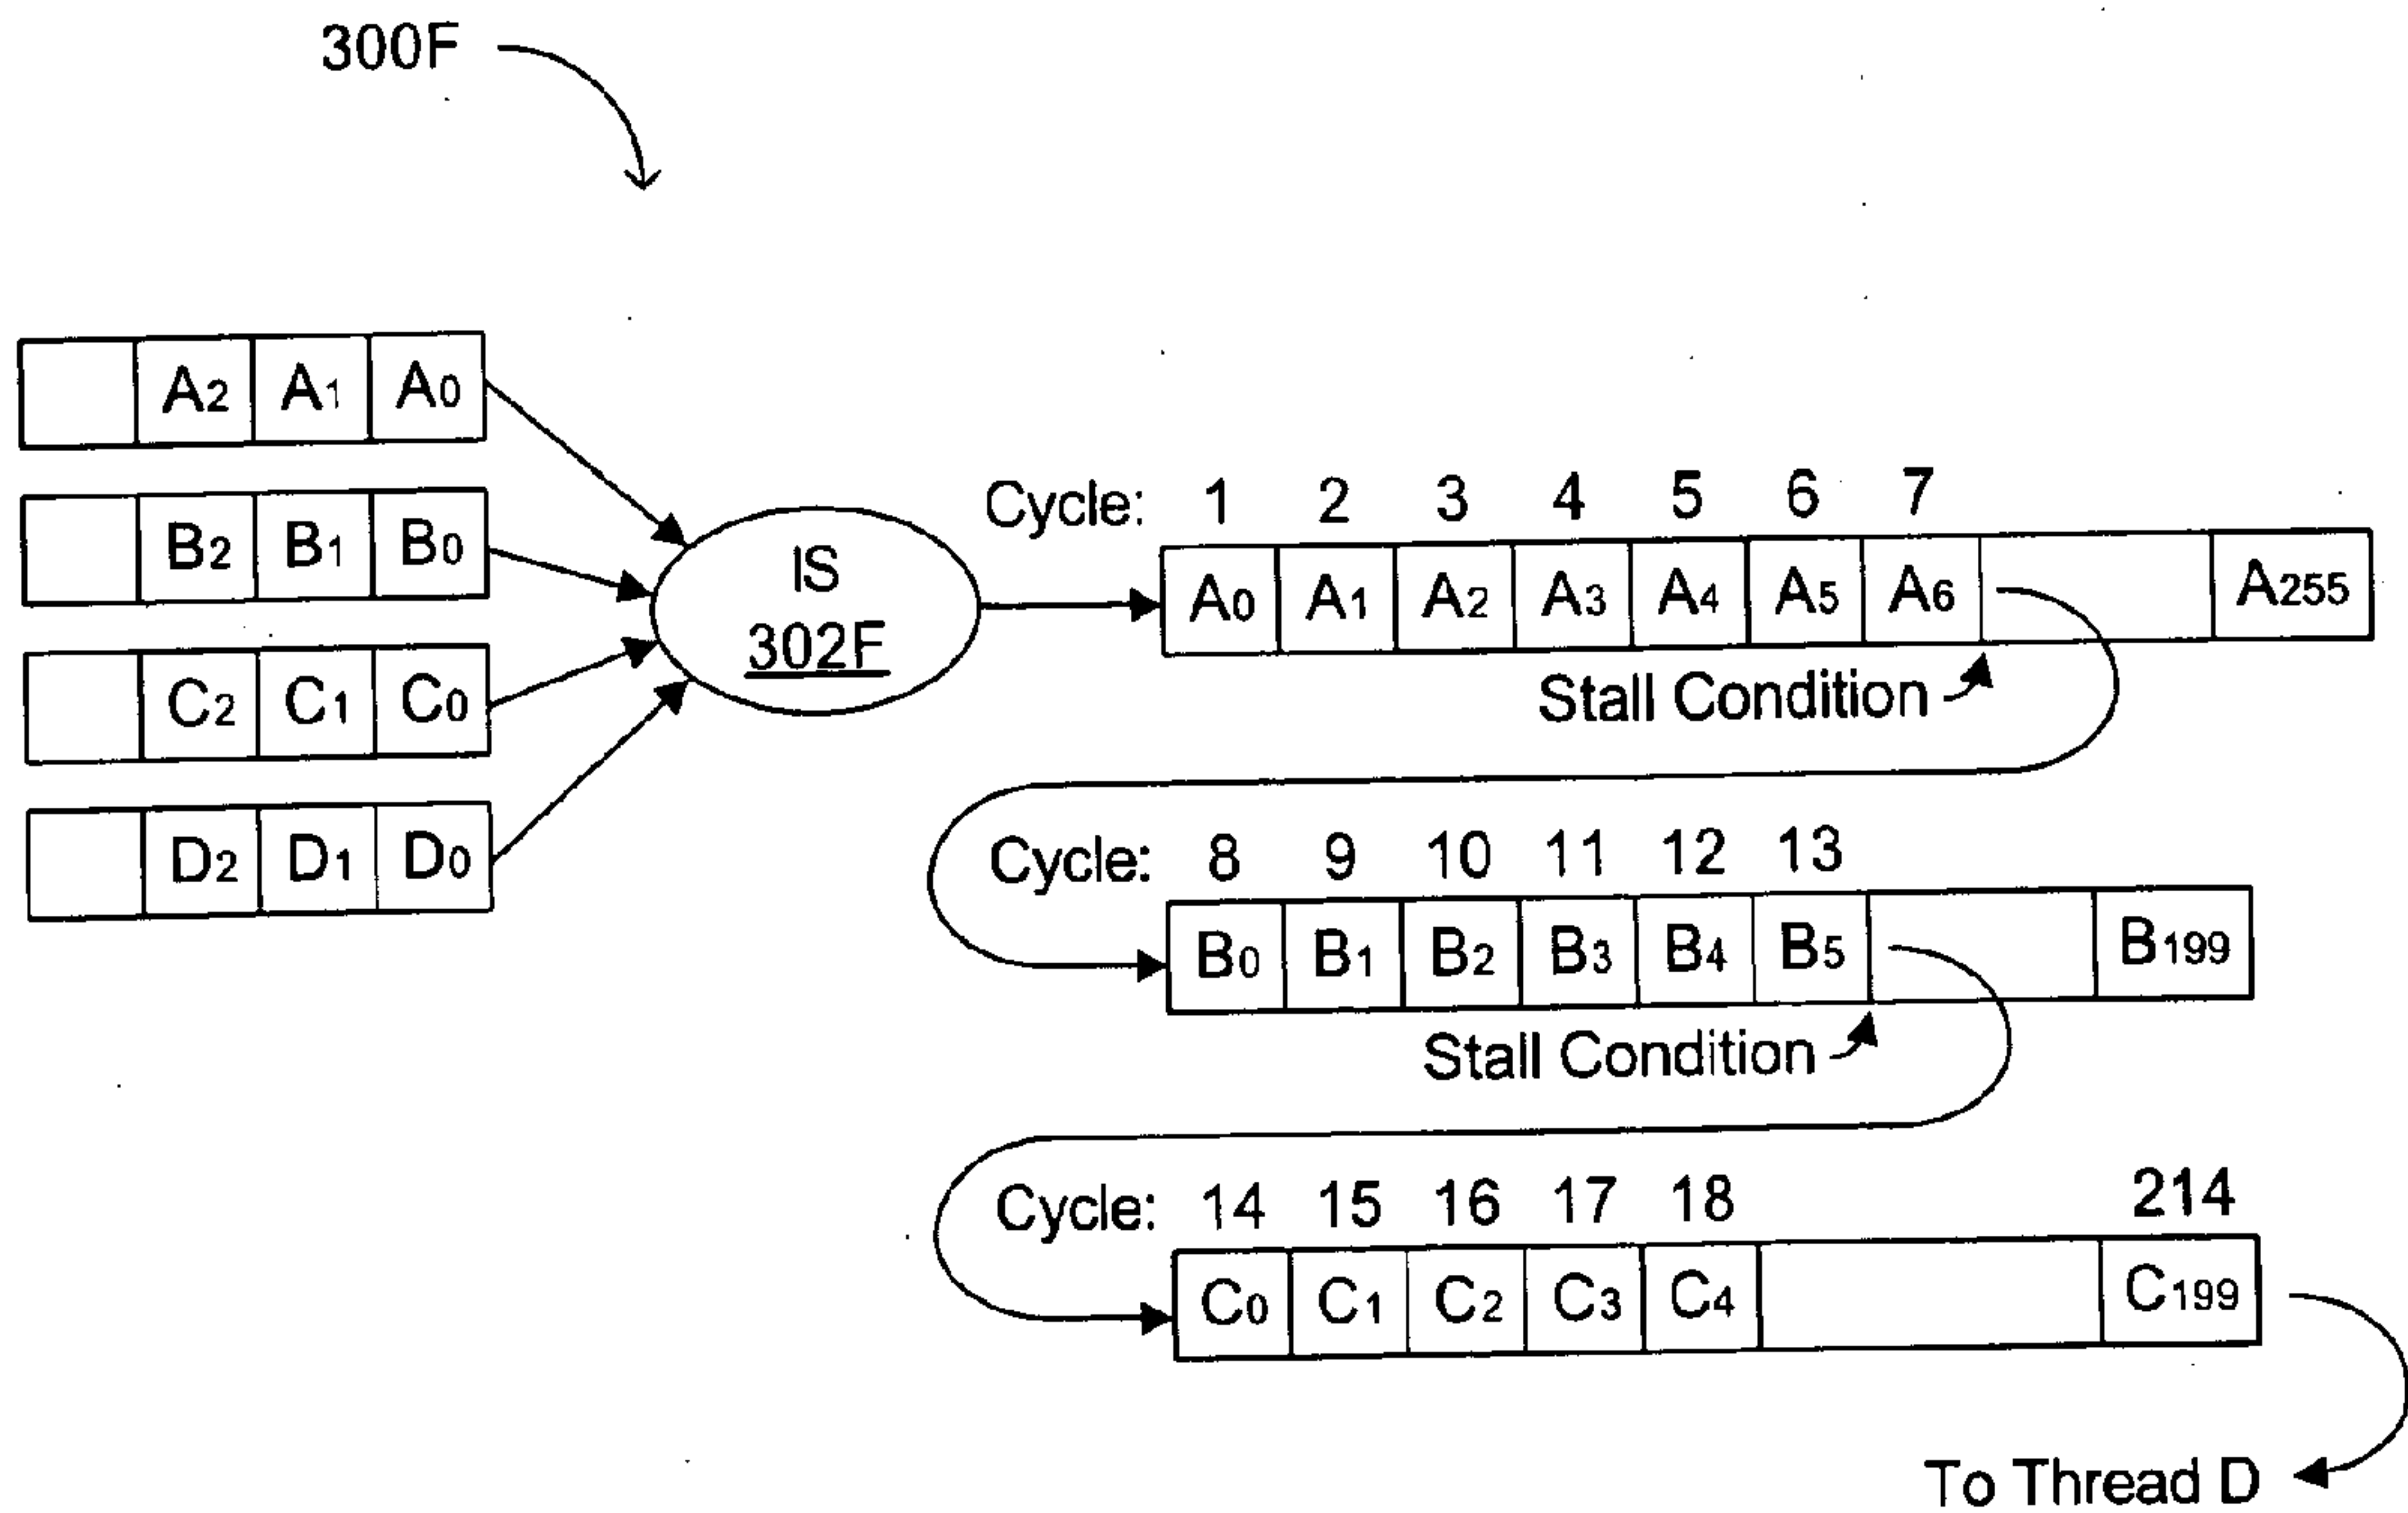 300F
A2 A1 A0
B2 B1 B0
C2 C1 C0
D2 D1 D0
IS
302F
Cycle: 1 2 3 4 5 6 7
A0 A1 A2 A3 A4 A5 A6 A255
Stall Condition
Cycle: 8 9 10 11 12 13
B0 B1 B2 B3 B4 B5 B199
Stall Condition
Cycle: 14 15 16 17 18 214
C0 C1 C2 C3 C4 C199
To Thread D